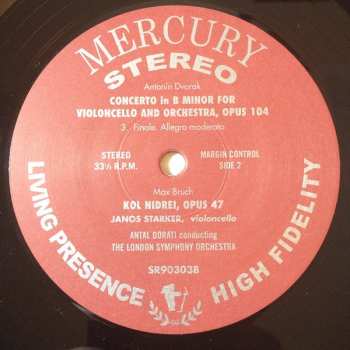 MERCURY
STEREO
Antonín Dvorak
CONCERTO in B MINOR FOR
VIOLONCELLO AND ORCHESTRA, OPUS 104
3. Finale. Allegro moderato
STEREO
33⅓ R.P.M.
MARGIN CONTROL
SIDE 2
Max Bruch
KOL NIDREI, OPUS 47
JANOS STARKER, violoncello
ANTAL DORATI conducting
THE LONDON SYMPHONY ORCHESTRA
SR90303B
LIVING PRESENCE
HIGH FIDELITY